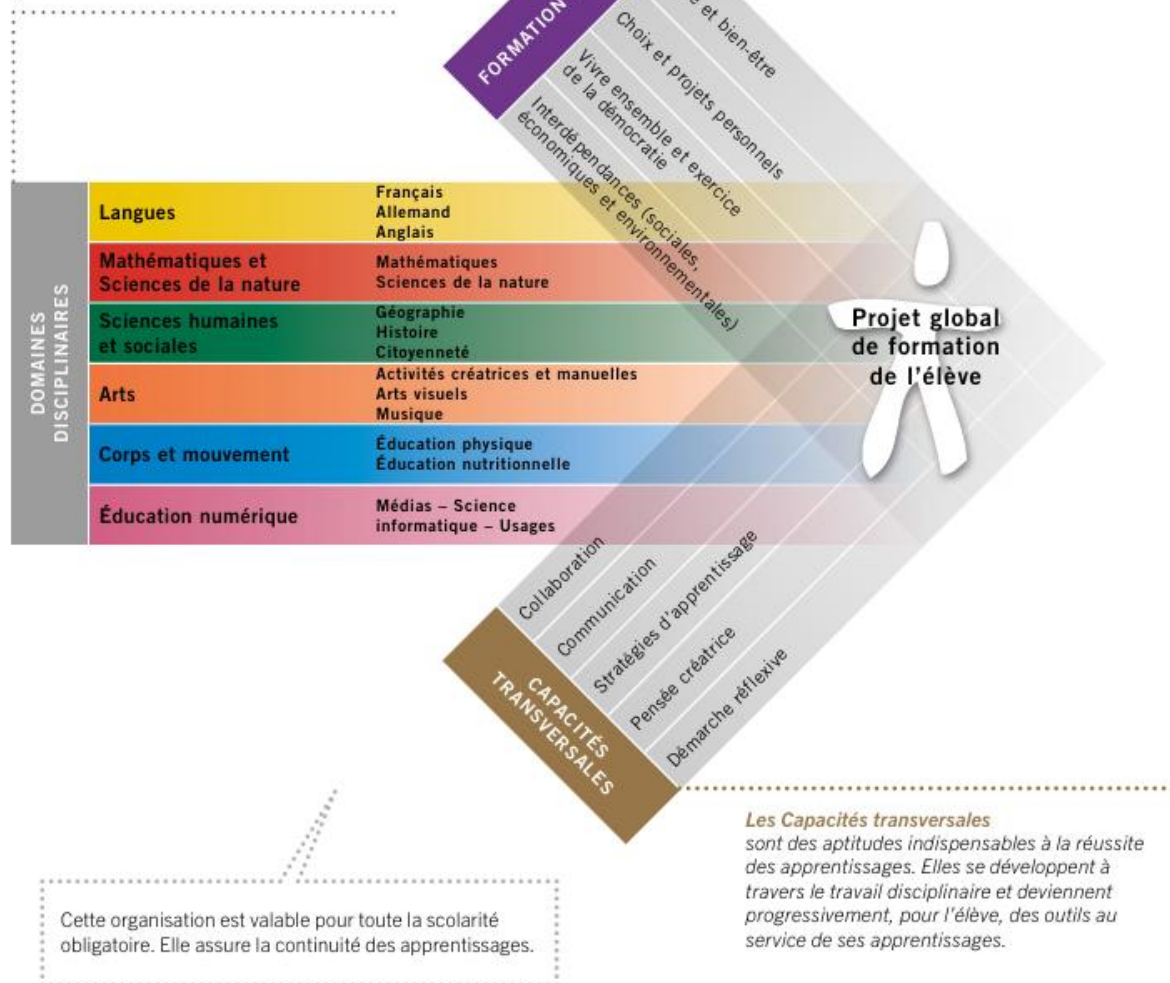 FORMATION
et bien-être
Choix et projets personnels
Vivre ensemble et exercice
de la démocratie
Interdépendances (sociales,
économiques et environnementales)
DOMAINES
DISCIPLINAIRES
Langues
Français
Allemand
Anglais
Mathématiques et
Sciences de la nature
Mathématiques
Sciences de la nature
Sciences humaines
et sociales
Géographie
Histoire
Citoyenneté
Arts
Activités créatrices et manuelles
Arts visuels
Musique
Corps et mouvement
Éducation physique
Éducation nutritionnelle
Éducation numérique
Médias – Science
informatique – Usages
Projet global
de formation
de l'élève
Collaboration
Communication
Stratégies d'apprentissage
Pensée créatrice
Démarche réflexive
CAPACITÉS
TRANSVERSALES
Les Capacités transversales
sont des aptitudes indispensables à la réussite
des apprentissages. Elles se développent à
travers le travail disciplinaire et deviennent
progressivement, pour l'élève, des outils au
service de ses apprentissages.
Cette organisation est valable pour toute la scolarité
obligatoire. Elle assure la continuité des apprentissages.